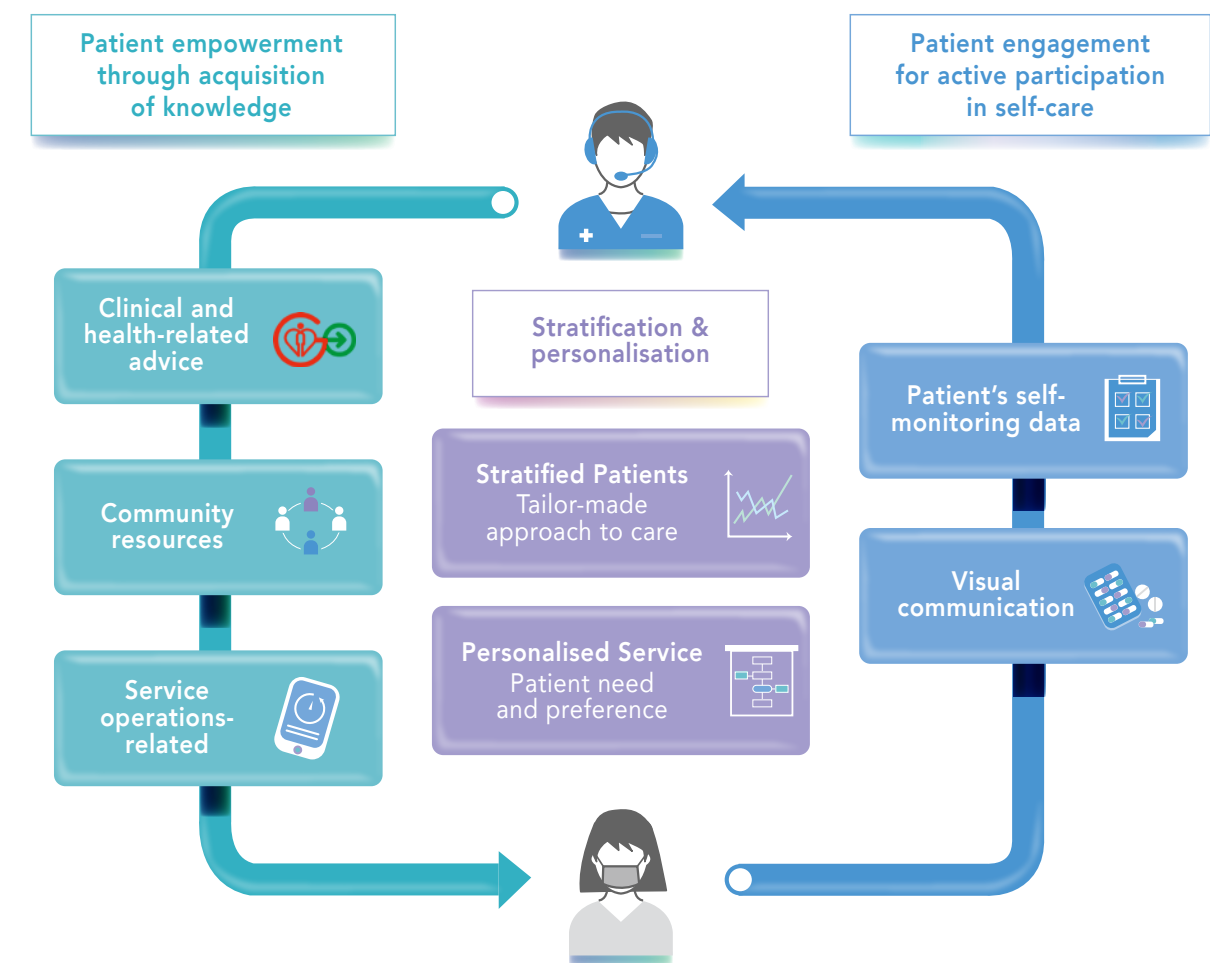 Patient empowerment
through acquisition
of knowledge
Patient engagement
for active participation
in self-care
Clinical and
health-related
advice
Community
resources
Service
operations-
related
Stratification &
personalisation
Stratified Patients
Tailor-made
approach to care
Personalised Service
Patient need
and preference
Patient's self-
monitoring data
Visual
communication